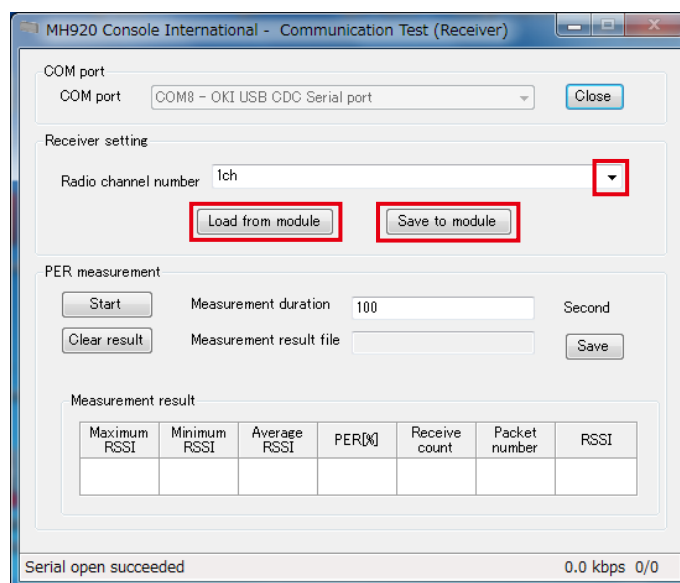 MH920 Console International - Communication Test (Receiver)
COM port
COM port COM8 - OKI USB CDC Serial port Close
Receiver setting
Radio channel number 1ch
Load from module Save to module
PER measurement
Start Measurement duration 100 Second
Clear result Measurement result file Save
Measurement result
Maximum RSSI Minimum RSSI Average RSSI PER[%] Receive count Packet number RSSI
Serial open succeeded 0.0 kbps 0/0